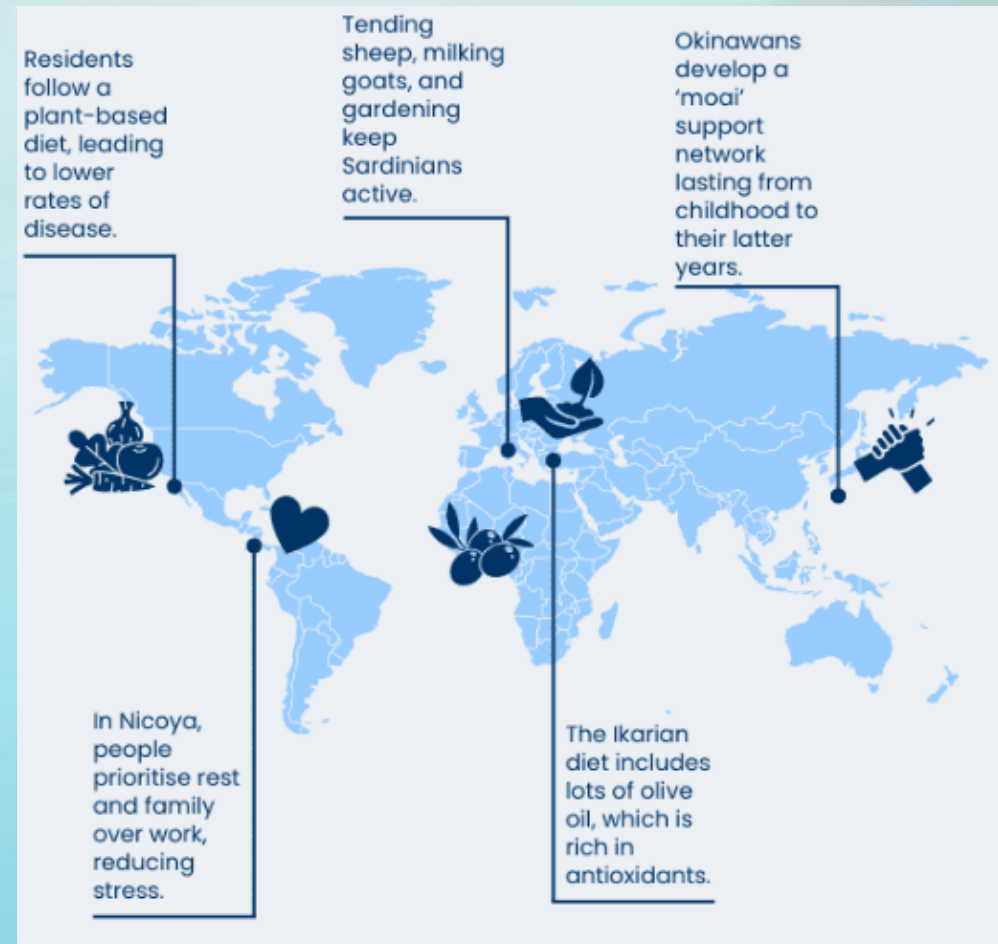 Residents
follow a
plant-based
diet, leading
to lower
rates of
disease.
Tending
sheep, milking
goats, and
gardening
keep
Sardinians
active.
Okinawans
develop a
‘moai’
support
network
lasting from
childhood to
their latter
years.
In Nicoya,
people
prioritise rest
and family
over work,
reducing
stress.
The Ikarian
diet includes
lots of olive
oil, which is
rich in
antioxidants.